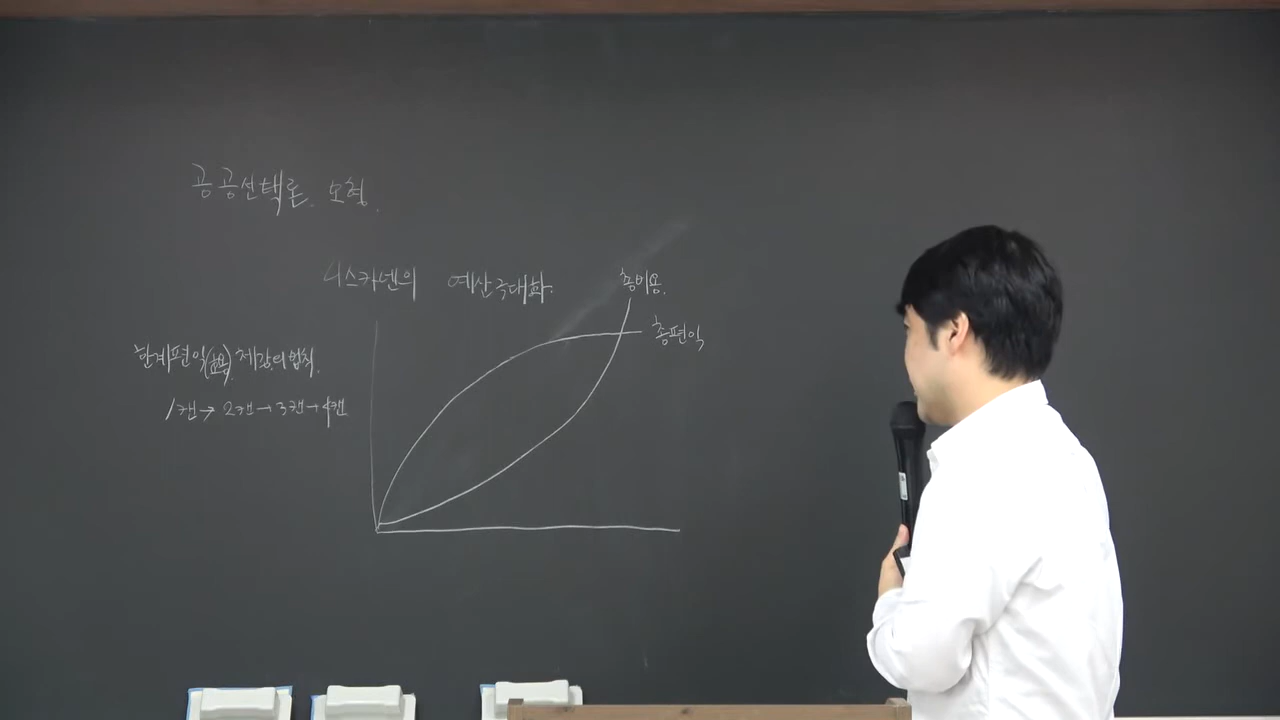 공공선택론. 모형.
니스카넨의 예산극대화.
총비용.
총편익
한계편익(효용) 체감의 법칙.
1캔→ 2캔→ 3캔→ 4캔